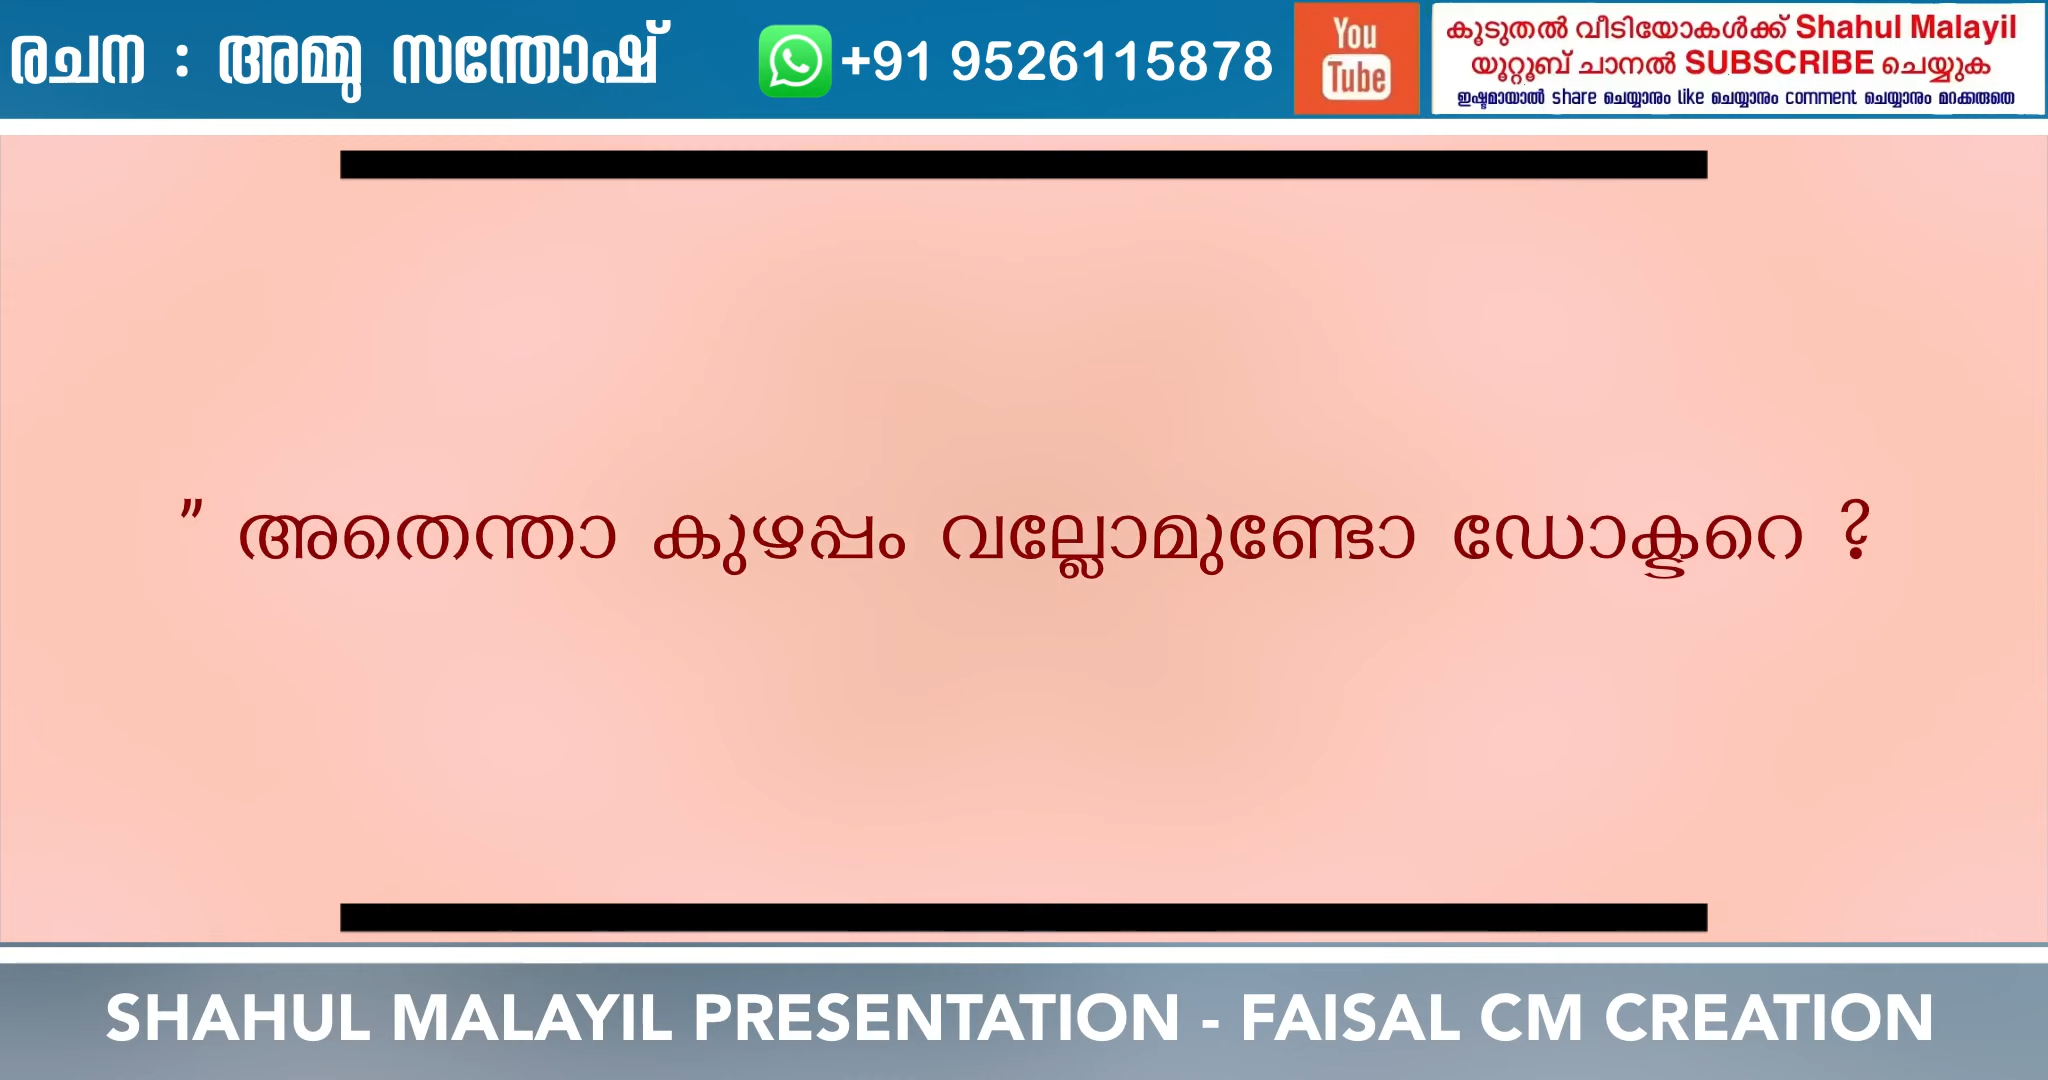 രചന : അമ്മു സന്തോഷ്
+91 9526115878
You
Tube
കൂടുതൽ വീടിയോകൾക്ക് Shahul Malayil
യൂറ്റൂബ് ചാനൽ SUBSCRIBE ചെയ്യുക
ഇഷ്ടമായാൽ share ചെയ്യാനും like ചെയ്യാനും comment ചെയ്യാനും മറക്കരുതെ
” അതെന്താ കുഴപ്പം വല്ലോമുണ്ടോ ഡോക്ടറെ ?
SHAHUL MALAYIL PRESENTATION - FAISAL CM CREATION